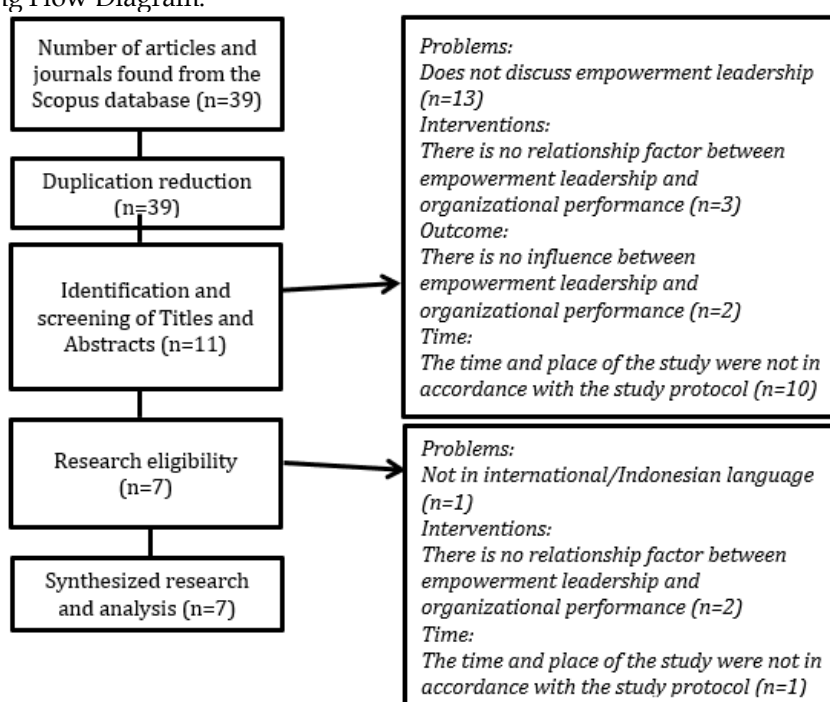 ng Flow Diagram.
Number of articles and
journals found from the
Scopus database (n=39)
Duplication reduction
(n=39)
Identification and
screening of Titles and
Abstracts (n=11)
Research eligibility
(n=7)
Synthesized research
and analysis (n=7)
Problems:
Does not discuss empowerment leadership
(n=13)
Interventions:
There is no relationship factor between
empowerment leadership and
organizational performance (n=3)
Outcome:
There is no influence between
empowerment leadership and
organizational performance (n=2)
Time:
The time and place of the study were not in
accordance with the study protocol (n=10)
Problems:
Not in international/Indonesian language
(n=1)
Interventions:
There is no relationship factor between
empowerment leadership and
organizational performance (n=2)
Time:
The time and place of the study were not in
accordance with the study protocol (n=1)